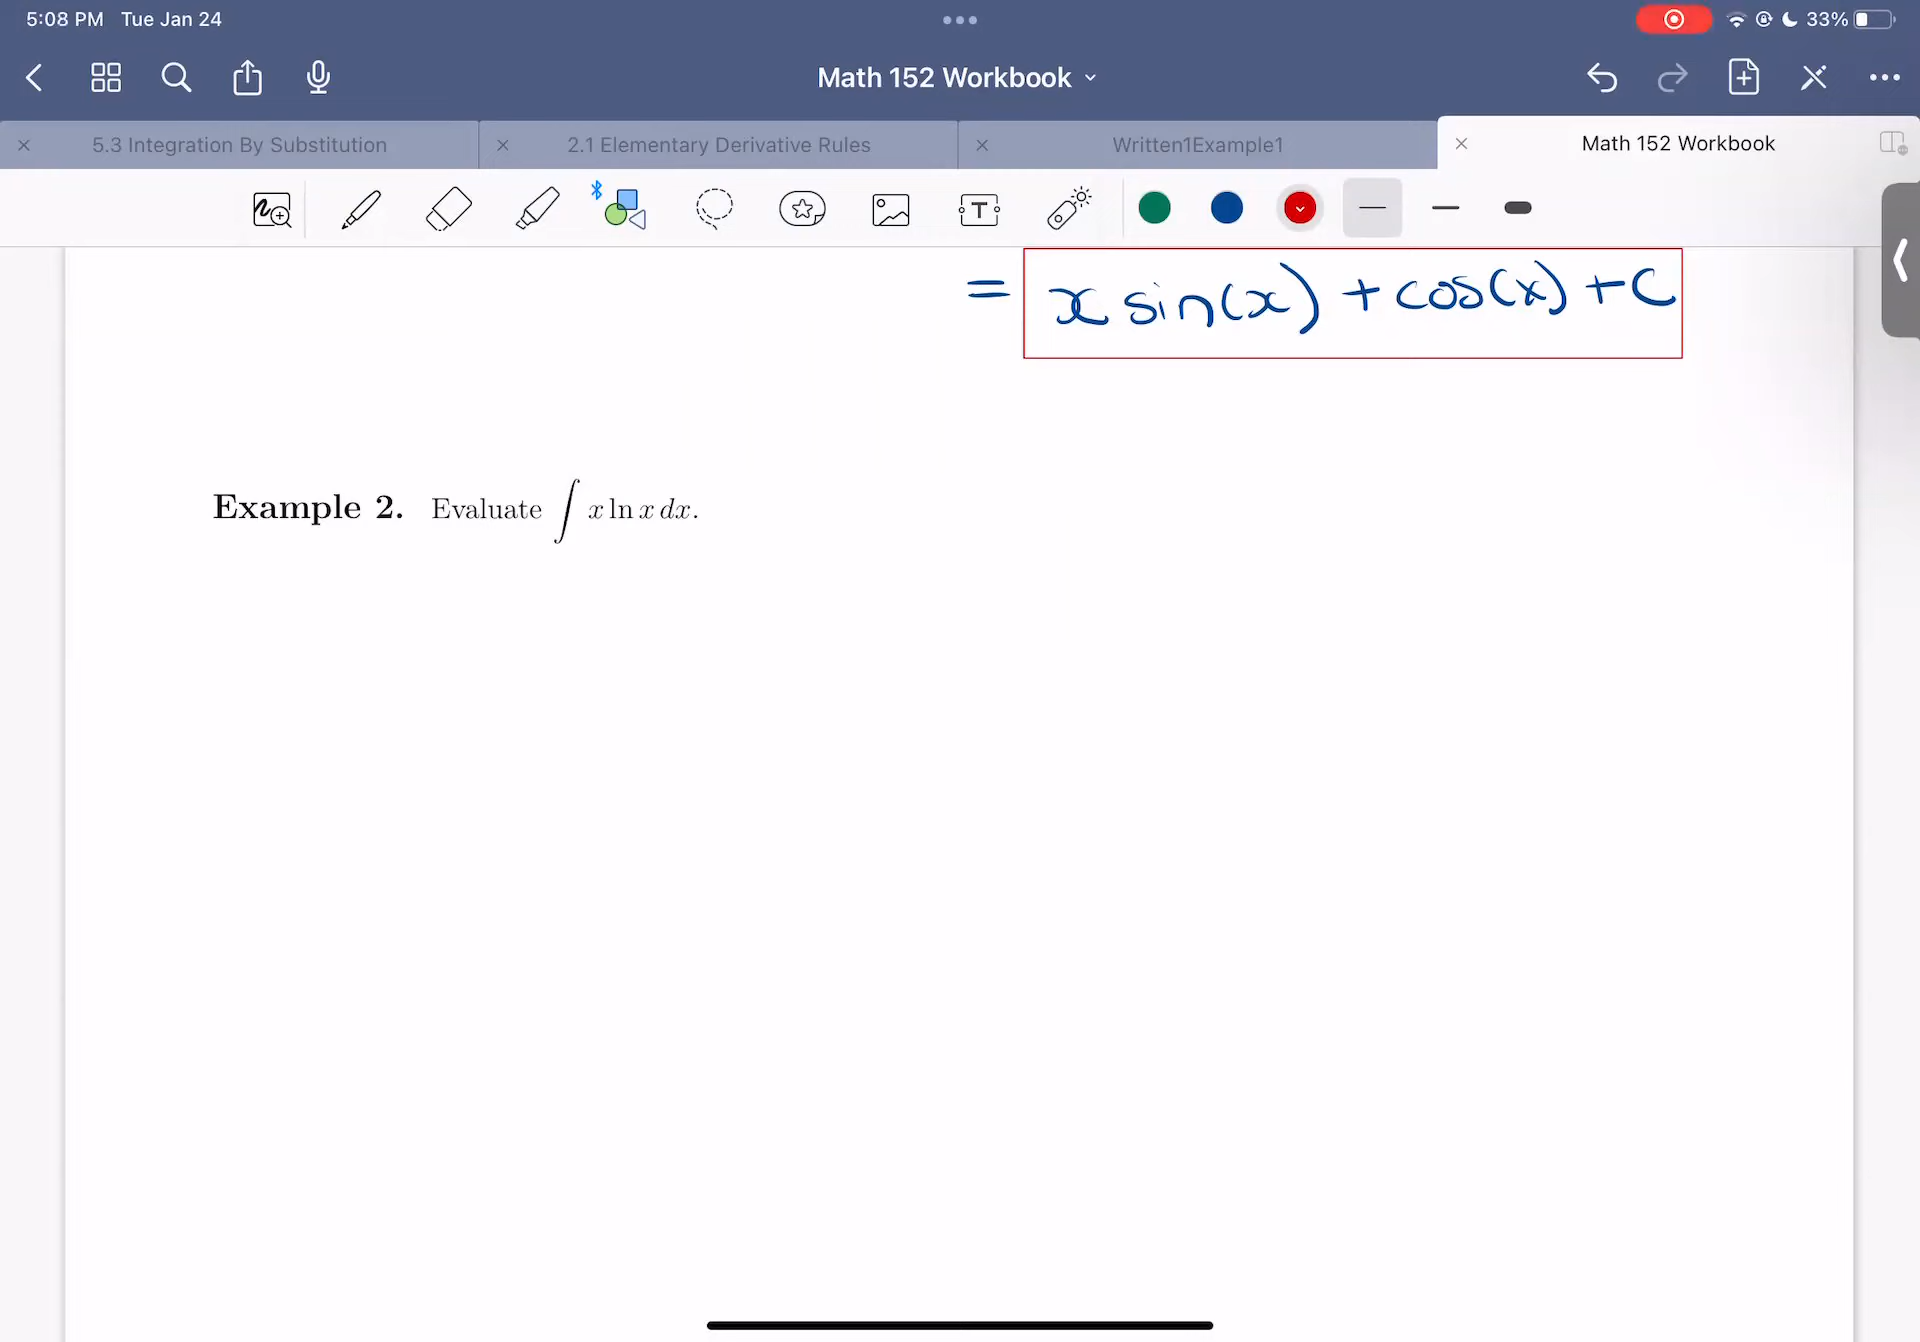 5:08 PM Tue Jan 24
33%
Math 152 Workbook
5.3 Integration By Substitution
2.1 Elementary Derivative Rules
Written1Example1
Math 152 Workbook
= x sin(x) + cos(x) + C
Example 2. Evaluate ∫ x ln x dx.